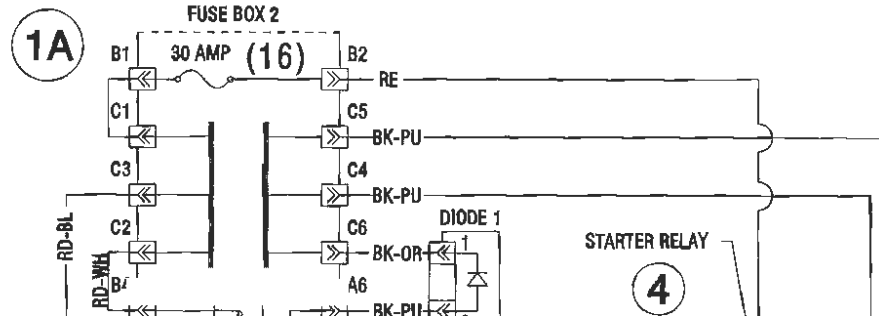 FUSE BOX 2
1A
B1 30 AMP (16) B2
RE
C1 C5
BK-PU
C3 C4
BK-PU
RD-BL
C2 C6
DIODE 1
BK-OR 1
STARTER RELAY
RD-WH
A6
4
BK-PU